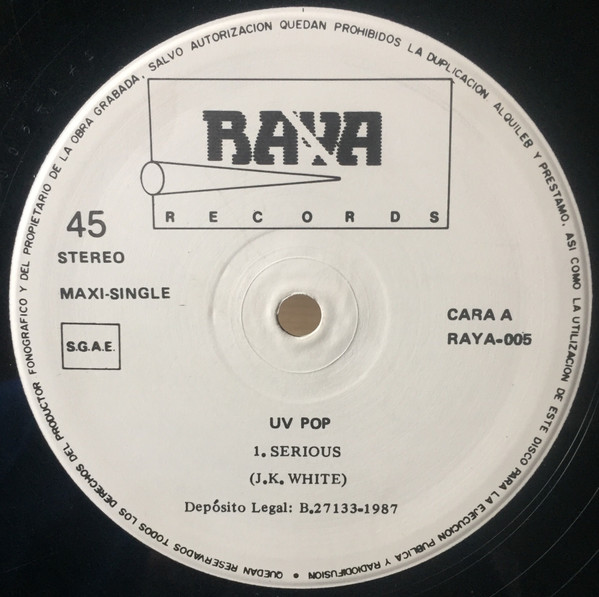 QUEDAN RESERVADOS TODOS LOS DERECHOS DEL PRODUCTOR FONOGRAFICO Y DEL PROPIETARIO DE LA OBRA GRABADA, SALVO AUTORIZACION QUEDAN PROHIBIDOS LA DUPLICACION ALQUILEB Y PRESTAMO, ASI COMO LA UTILIZACION DE ESTE DISCO PARA LA EJECUCION PUBLICA Y RADIODIFUSION •
RAYA
RECORDS
45
STEREO
MAXI-SINGLE
S.G.A.E.
CARA A
RAYA-005
UV POP
1. SERIOUS
(J.K. WHITE)
Depósito Legal: B.27133-1987